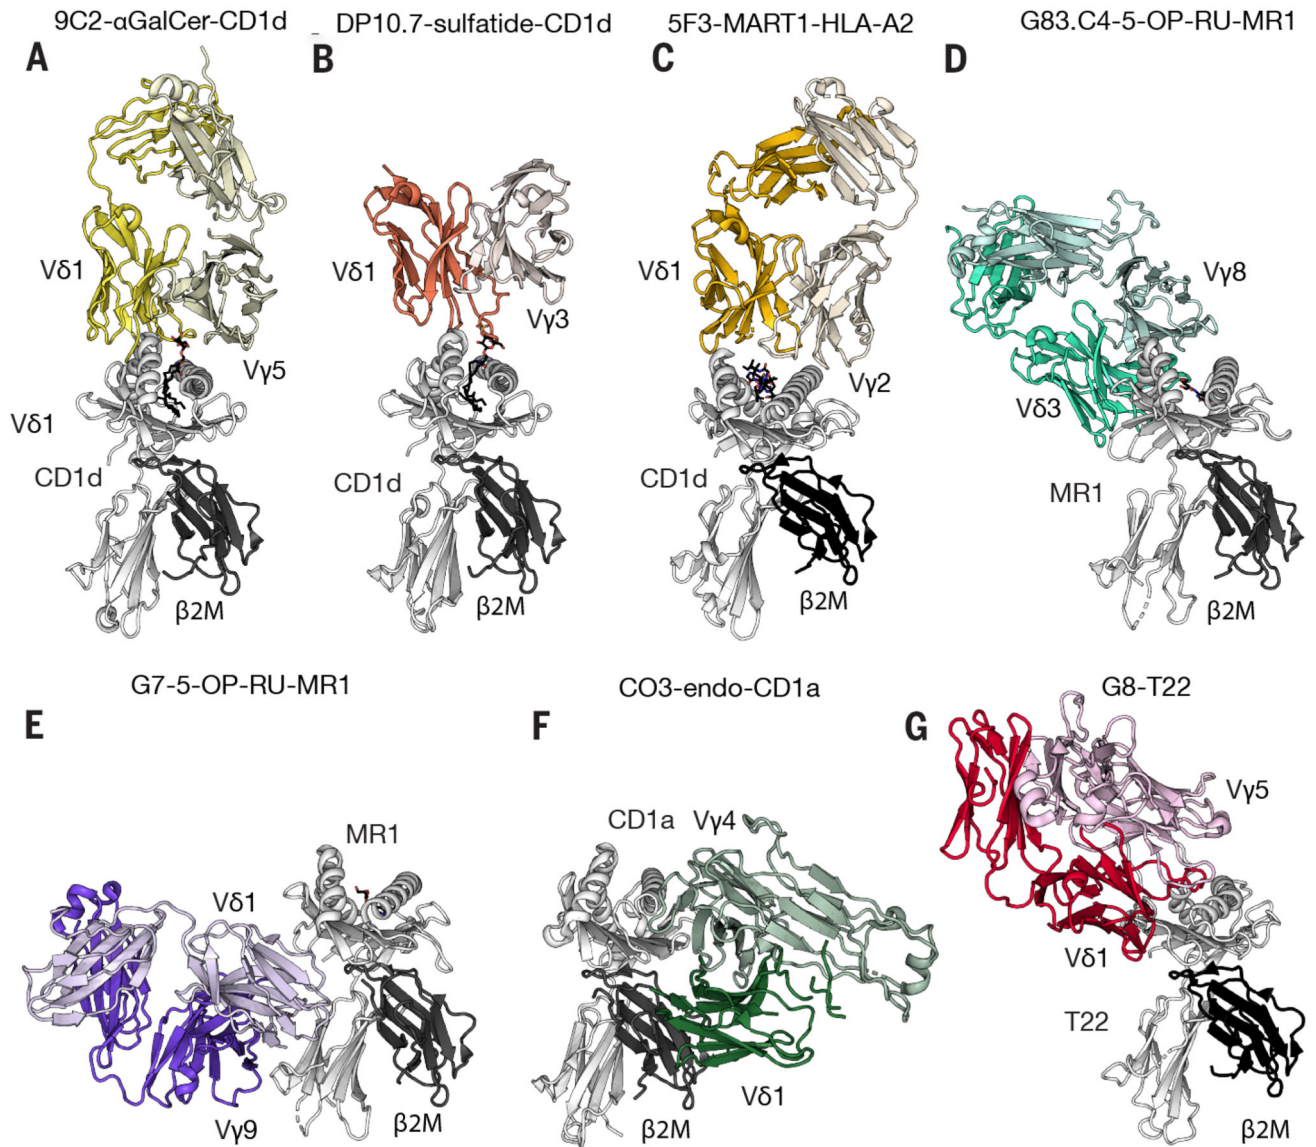 9C2-αGalCer-CD1d
DP10.7-sulfatide-CD1d
5F3-MART1-HLA-A2
G83.C4-5-OP-RU-MR1
A
B
C
D
Vδ1
Vγ5
Vδ1
CD1d
β2M
Vδ1
Vγ3
CD1d
β2M
Vδ1
Vγ2
CD1d
β2M
Vγ8
Vδ3
MR1
β2M
G7-5-OP-RU-MR1
CO3-endo-CD1a
G8-T22
E
F
G
MR1
Vδ1
Vγ9
β2M
CD1a
Vγ4
Vδ1
β2M
Vγ5
Vδ1
T22
β2M